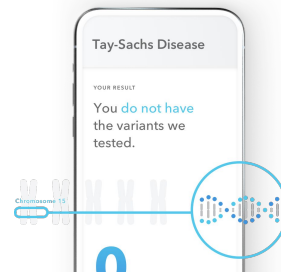 Tay-Sachs Disease
YOUR RESULT
You do not have
the variants we
tested.
Chromosome 15
0